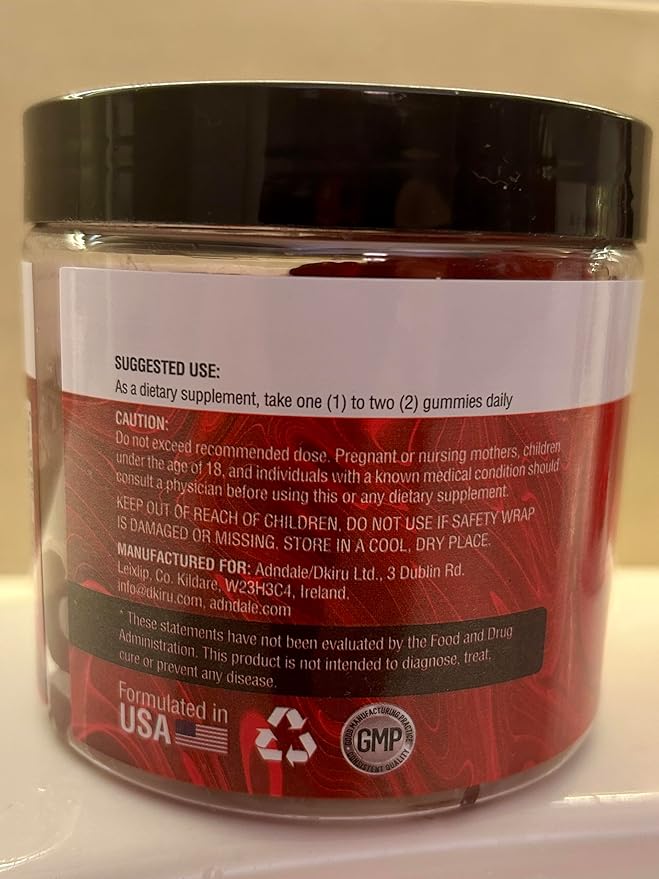 SUGGESTED USE:
As a dietary supplement, take one (1) to two (2) gummies daily
CAUTION:
Do not exceed recommended dose. Pregnant or nursing mothers, children
under the age of 18, and individuals with a known medical condition should
consult a physician before using this or any dietary supplement.
KEEP OUT OF REACH OF CHILDREN, DO NOT USE IF SAFETY WRAP
IS DAMAGED OR MISSING. STORE IN A COOL, DRY PLACE.
MANUFACTURED FOR: Adndale/Dkiru Ltd., 3 Dublin Rd.
Leixlip, Co. Kildare, W23H3C4, Ireland.
info@dkiru.com, adndale.com
* These statements have not been evaluated by the Food and Drug
Administration. This product is not intended to diagnose, treat,
cure or prevent any disease.
Formulated in
USA
GOOD MANUFACTURING PRACTICE
GMP
CONSISTENT QUALITY